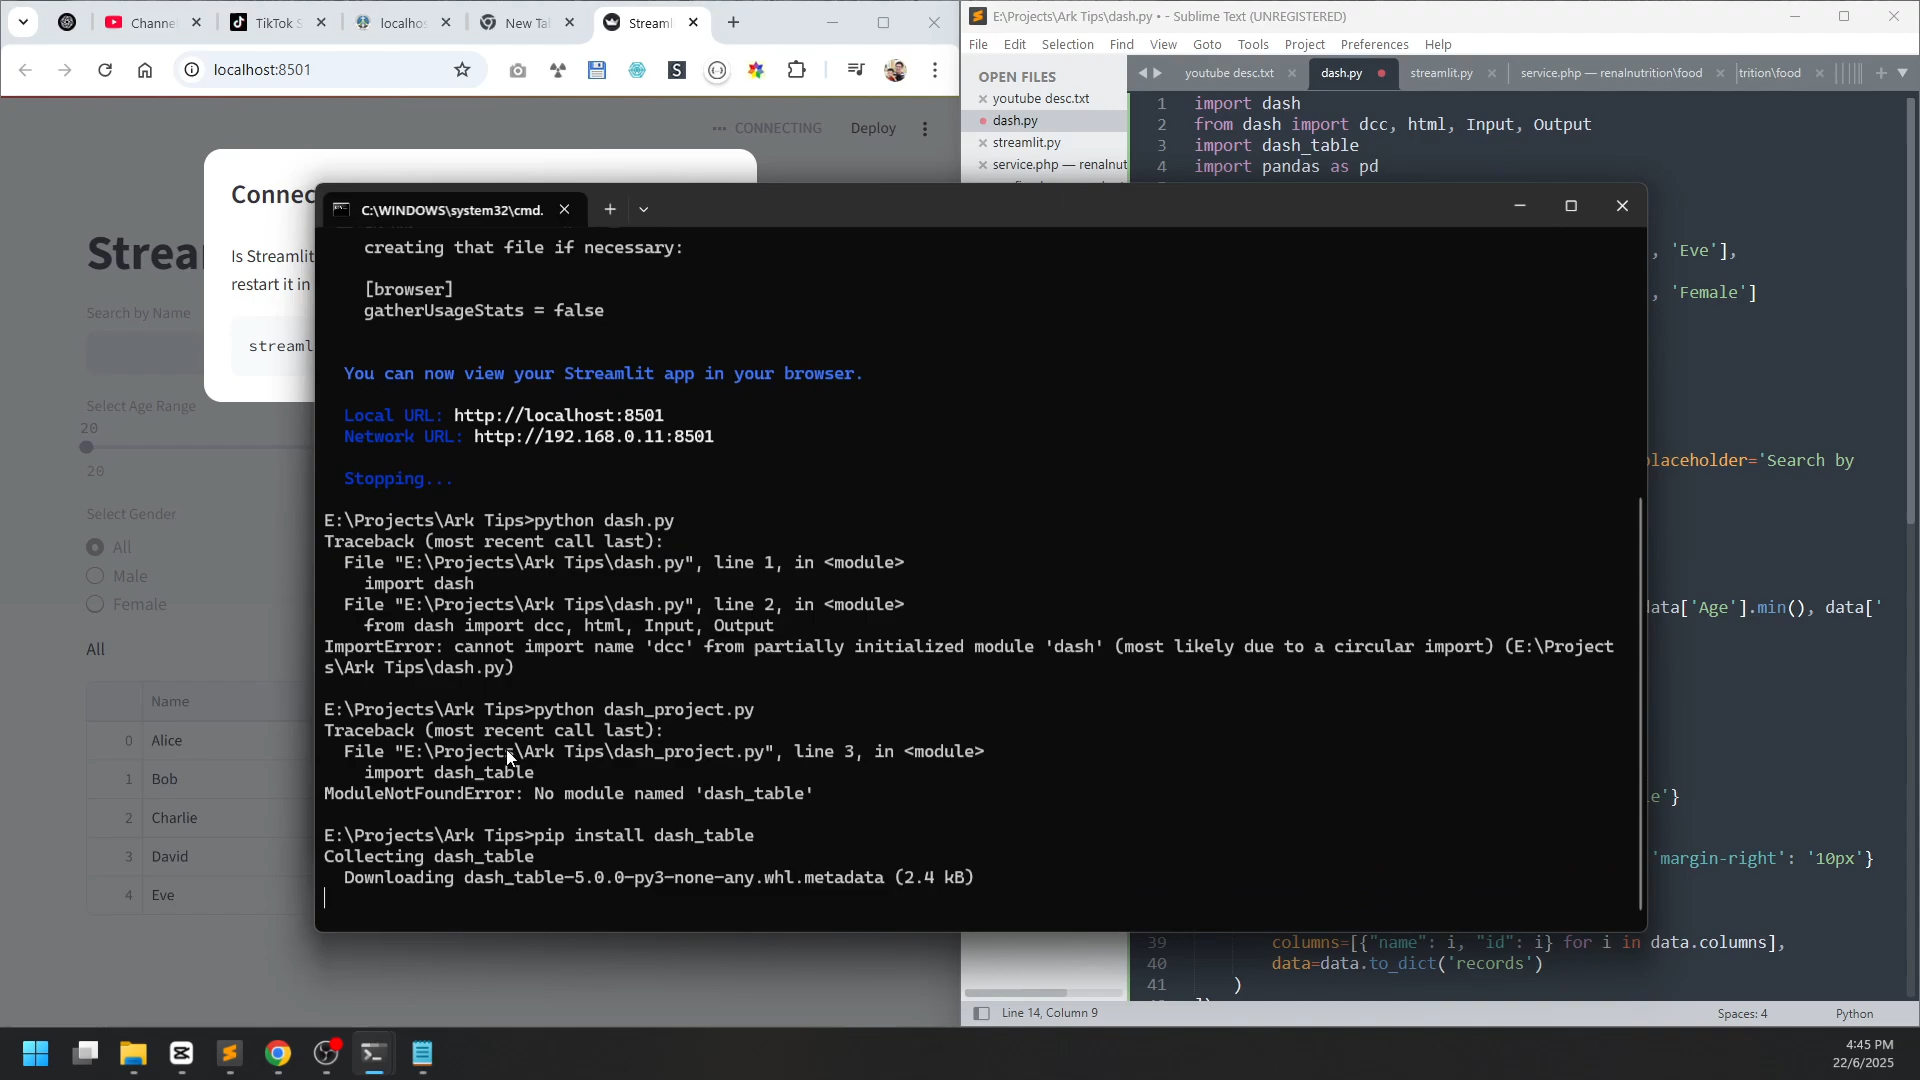 Channe
TikTok S
localhos
New Tab
Streaml
localhost:8501
CONNECTING
Deploy
Connec
Strea
Is Streamlit
restart it in
Search by Name
streaml
Select Age Range
20
20
Select Gender
All
Male
Female
All
Name
0 Alice
1 Bob
2 Charlie
3 David
4 Eve
E:\Projects\Ark Tips\dash.py • - Sublime Text (UNREGISTERED)
File Edit Selection Find View Goto Tools Project Preferences Help
OPEN FILES
youtube desc.txt
dash.py
streamlit.py
service.php — renalnut
youtube desc.txt
dash.py
streamlit.py
service.php — renalnutrition\food
trition\food
1 import dash
2 from dash import dcc, html, Input, Output
3 import dash_table
4 import pandas as pd
, 'Eve'],
, 'Female']
placeholder='Search by
data['Age'].min(), data['
le'}
'margin-right': '10px'}
39 columns=[{"name": i, "id": i} for i in data.columns],
40 data=data.to_dict('records')
41 )
C:\WINDOWS\system32\cmd.
creating that file if necessary:
[browser]
gatherUsageStats = false
You can now view your Streamlit app in your browser.
Local URL: http://localhost:8501
Network URL: http://192.168.0.11:8501
Stopping...
E:\Projects\Ark Tips>python dash.py
Traceback (most recent call last):
File "E:\Projects\Ark Tips\dash.py", line 1, in <module>
import dash
File "E:\Projects\Ark Tips\dash.py", line 2, in <module>
from dash import dcc, html, Input, Output
ImportError: cannot import name 'dcc' from partially initialized module 'dash' (most likely due to a circular import) (E:\Project
s\Ark Tips\dash.py)
E:\Projects\Ark Tips>python dash_project.py
Traceback (most recent call last):
File "E:\Projects\Ark Tips\dash_project.py", line 3, in <module>
import dash_table
ModuleNotFoundError: No module named 'dash_table'
E:\Projects\Ark Tips>pip install dash_table
Collecting dash_table
Downloading dash_table-5.0.0-py3-none-any.whl.metadata (2.4 kB)
Line 14, Column 9
Spaces: 4
Python
4:45 PM
22/6/2025